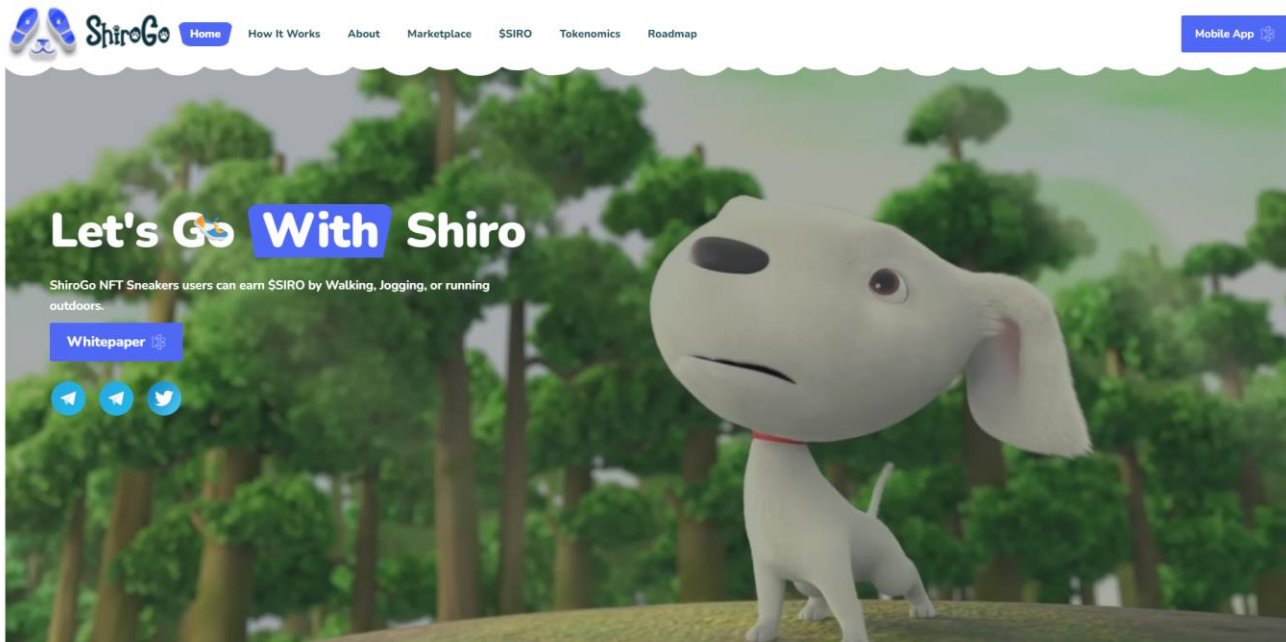 ShiroGo
Home
How It Works
About
Marketplace
$SIRO
Tokenomics
Roadmap
Mobile App
Let's Go With Shiro
ShiroGo NFT Sneakers users can earn $SIRO by Walking, Jogging, or running
outdoors.
Whitepaper